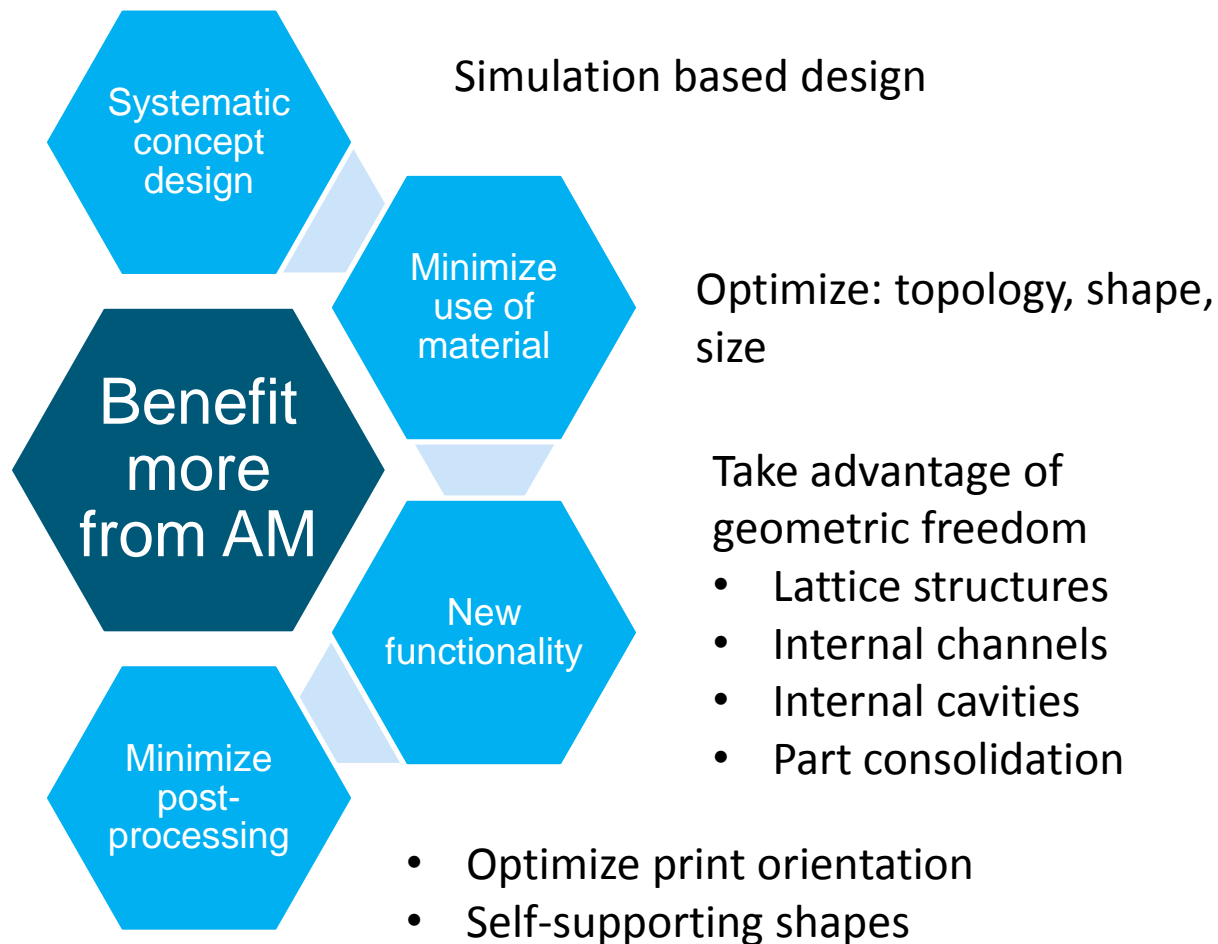 Systematic
concept
design
Simulation based design
Minimize
use of
material
Optimize: topology, shape,
size
Benefit
more
from AM
New
functionality
Take advantage of
geometric freedom
• Lattice structures
• Internal channels
• Internal cavities
• Part consolidation
Minimize
post-
processing
• Optimize print orientation
• Self-supporting shapes